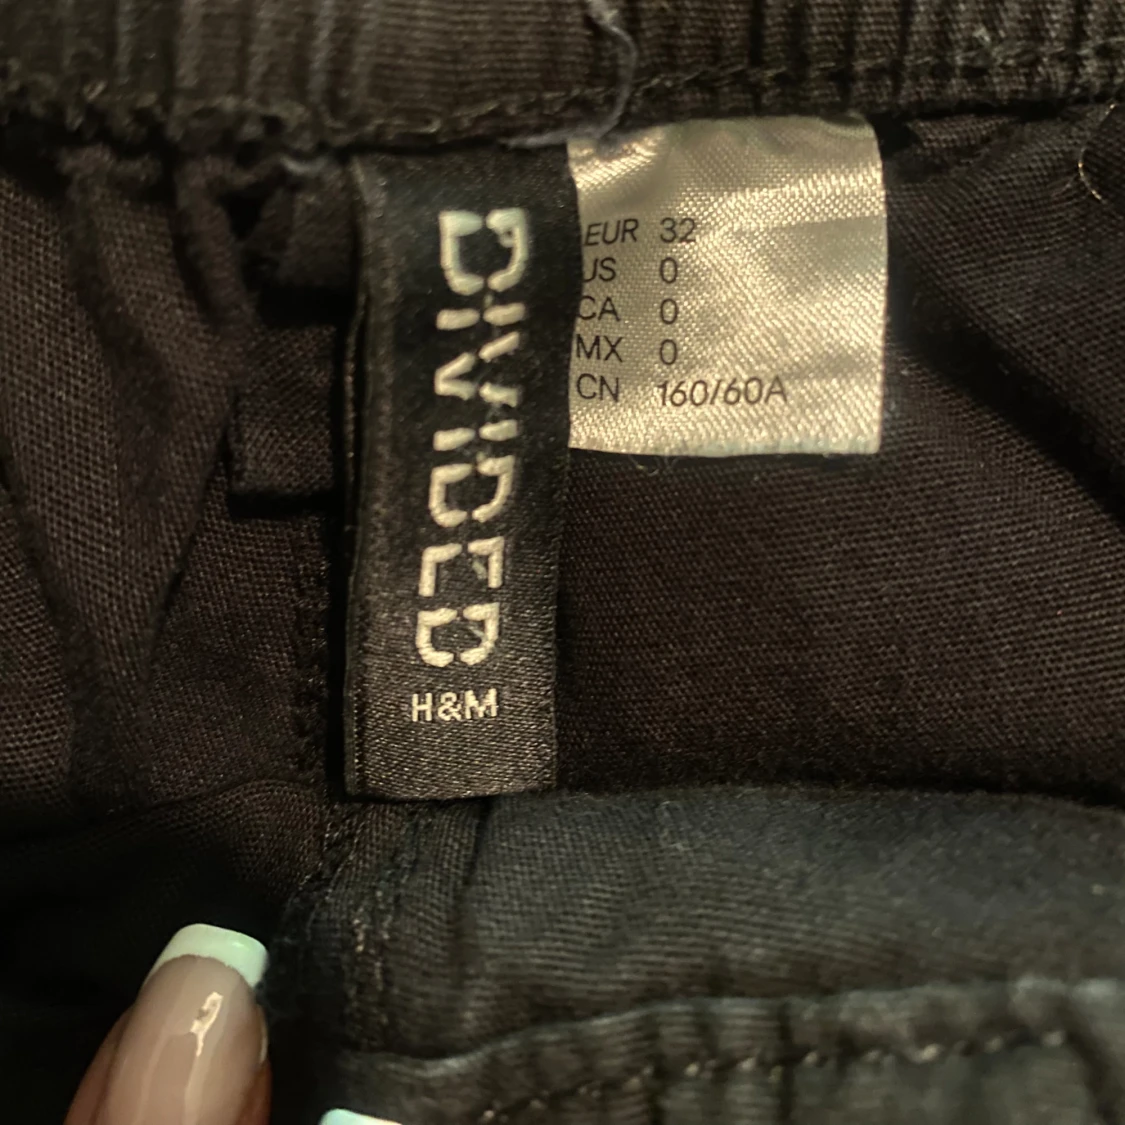 DIVIDED
H&M
EUR 32
US 0
CA 0
MX 0
CN 160/60A